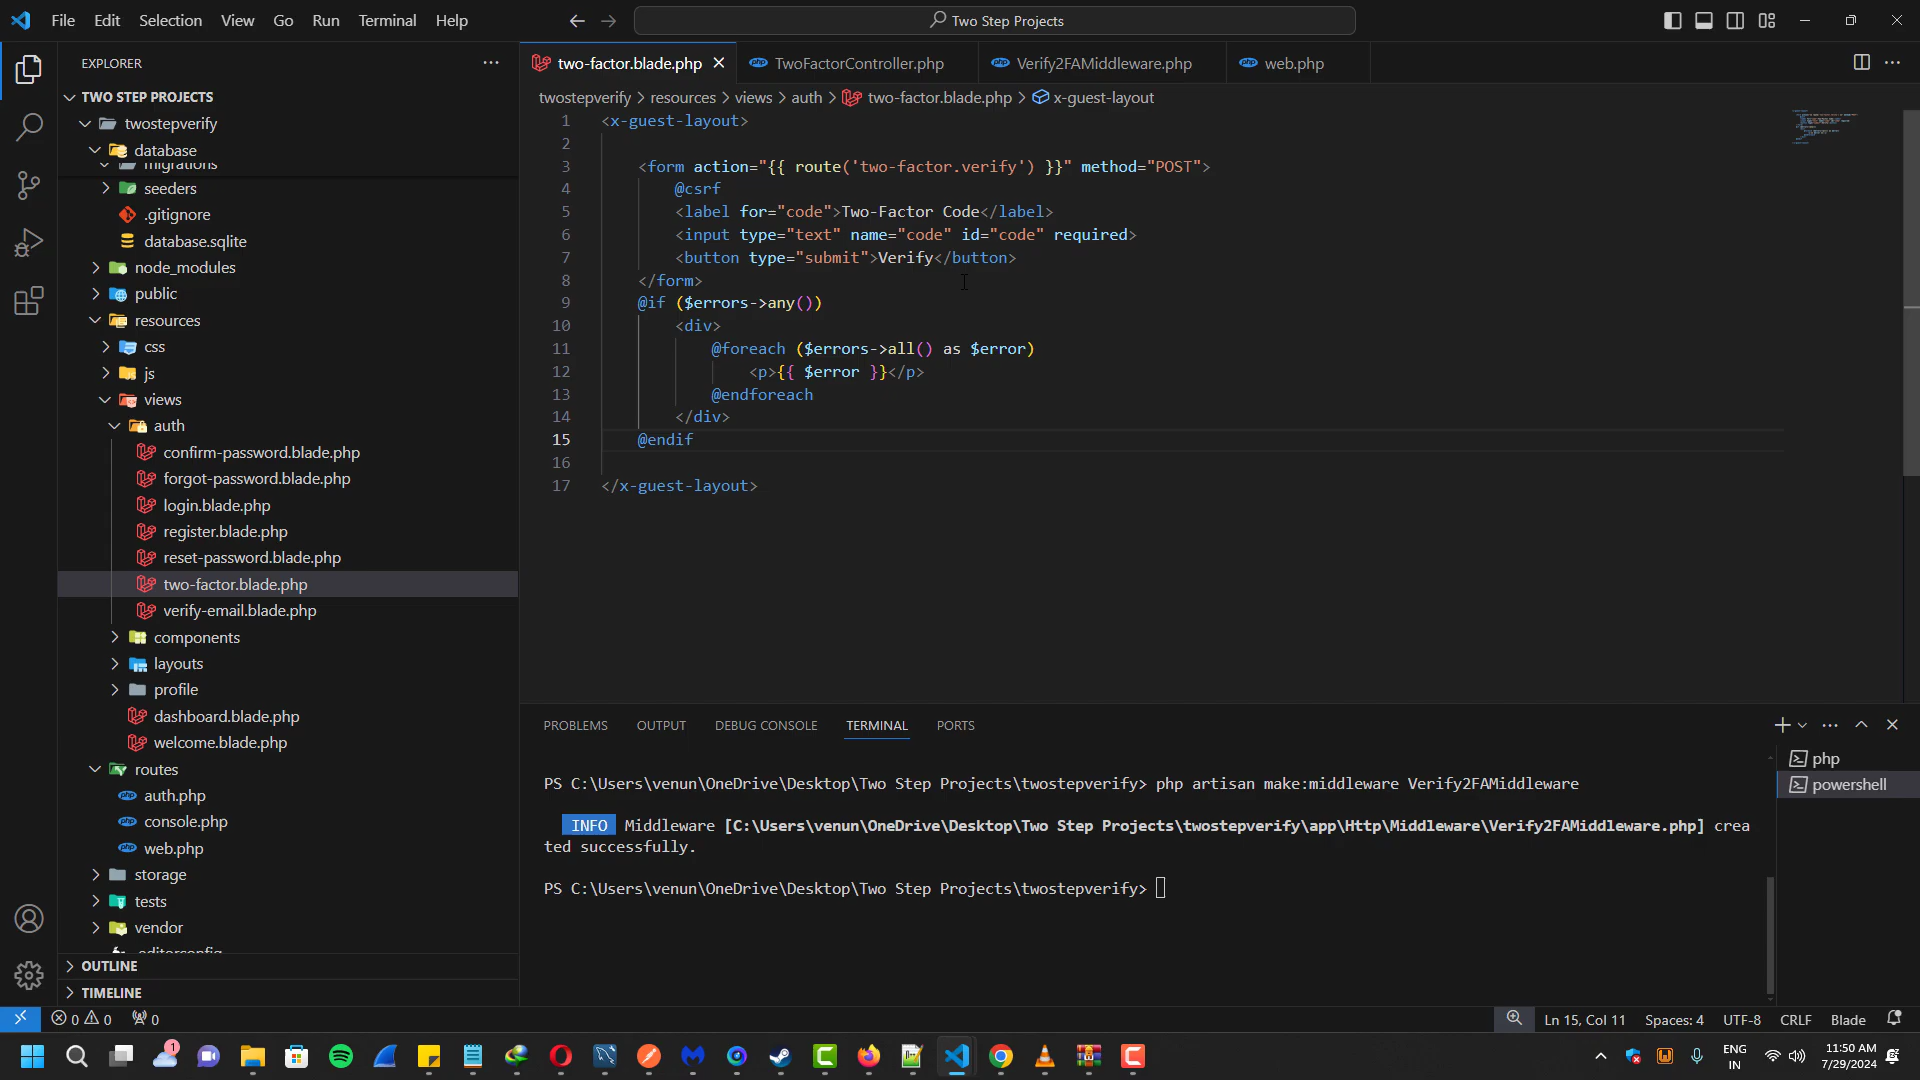 File Edit Selection View Go Run Terminal Help
Two Step Projects
EXPLORER
TWO STEP PROJECTS
twostepverify
database
migrations
seeders
.gitignore
database.sqlite
node_modules
public
resources
css
js
views
auth
confirm-password.blade.php
forgot-password.blade.php
login.blade.php
register.blade.php
reset-password.blade.php
two-factor.blade.php
verify-email.blade.php
components
layouts
profile
dashboard.blade.php
welcome.blade.php
routes
auth.php
console.php
web.php
storage
tests
vendor
.editorconfig
OUTLINE
TIMELINE
two-factor.blade.php TwoFactorController.php Verify2FAMiddleware.php web.php
twostepverify > resources > views > auth > two-factor.blade.php > x-guest-layout
1 <x-guest-layout>
2
3 <form action="{{ route('two-factor.verify') }}" method="POST">
4 @csrf
5 <label for="code">Two-Factor Code</label>
6 <input type="text" name="code" id="code" required>
7 <button type="submit">Verify</button>
8 </form>
9 @if ($errors->any())
10 <div>
11 @foreach ($errors->all() as $error)
12 <p>{{ $error }}</p>
13 @endforeach
14 </div>
15 @endif
16
17 </x-guest-layout>
PROBLEMS OUTPUT DEBUG CONSOLE TERMINAL PORTS
PS C:\Users\venun\OneDrive\Desktop\Two Step Projects\twostepverify> php artisan make:middleware Verify2FAMiddleware
INFO Middleware [C:\Users\venun\OneDrive\Desktop\Two Step Projects\twostepverify\app\Http\Middleware\Verify2FAMiddleware.php] crea
ted successfully.
PS C:\Users\venun\OneDrive\Desktop\Two Step Projects\twostepverify>
php
powershell
0 0 0
Ln 15, Col 11 Spaces: 4 UTF-8 CRLF Blade
1
ENG
IN
11:50 AM
7/29/2024